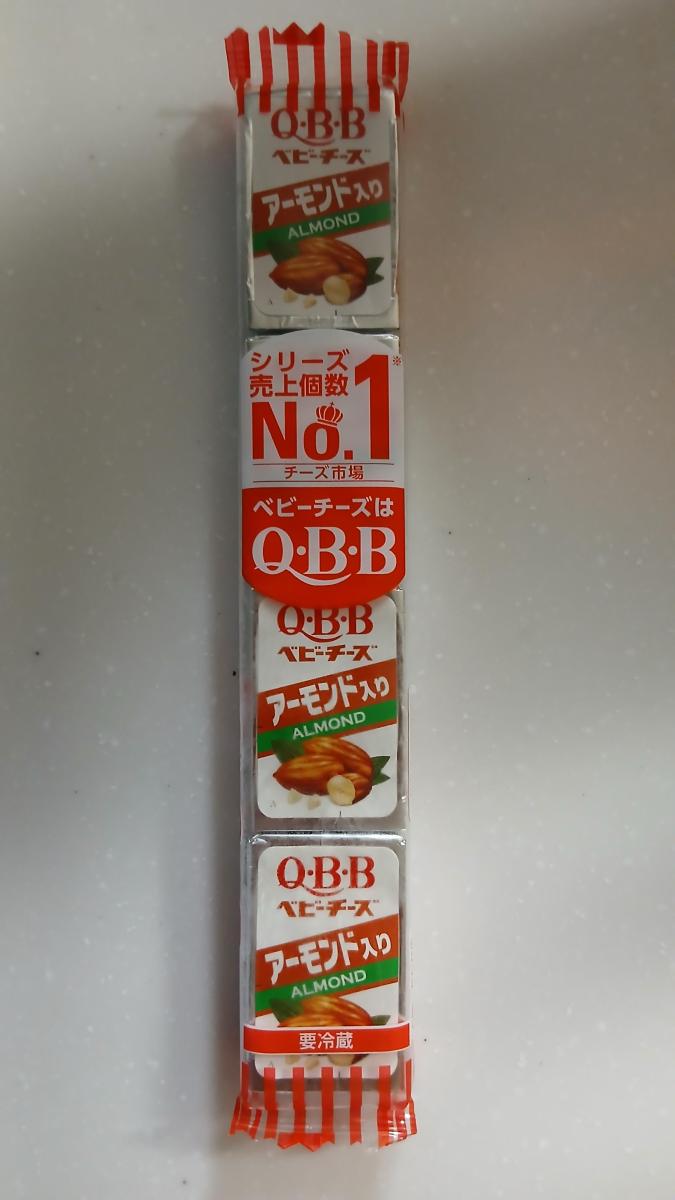 Q・B・B
ベビーチーズ
アーモンド入り
ALMOND
シリーズ
売上個数
No.1※
チーズ市場
ベビーチーズは
Q・B・B
Q・B・B
ベビーチーズ
アーモンド入り
ALMOND
Q・B・B
ベビーチーズ
アーモンド入り
ALMOND
要冷蔵